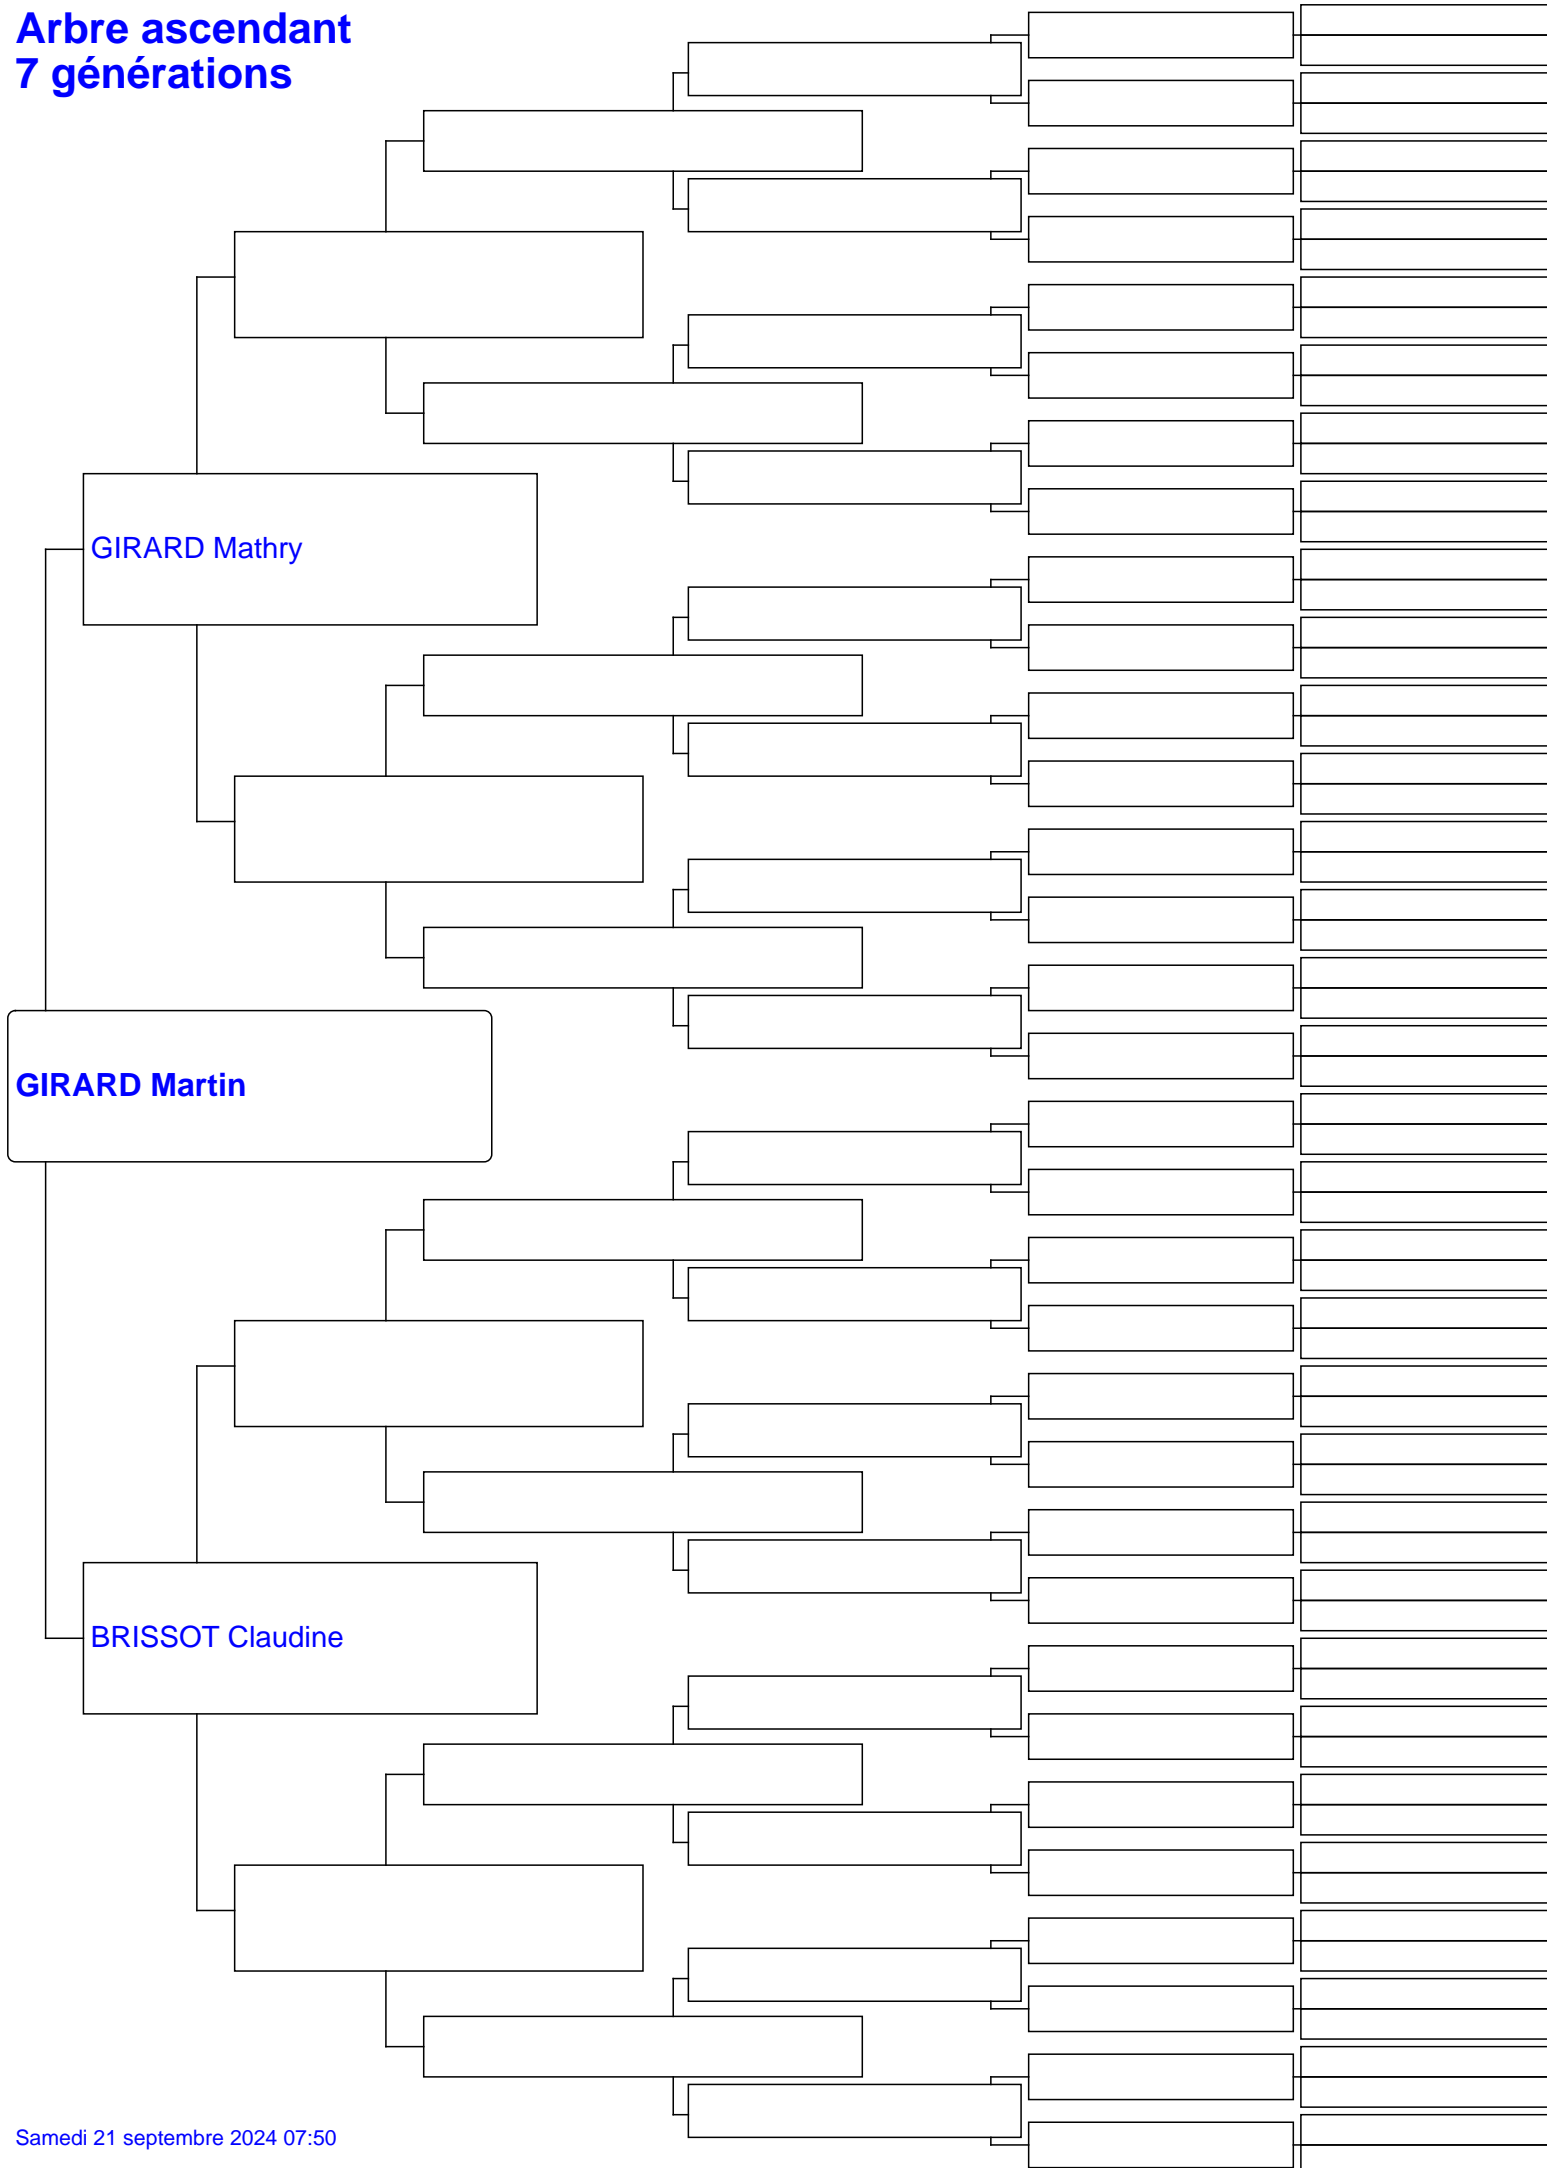 Arbre ascendant
7 générations
GIRARD Mathry
GIRARD Martin
BRISSOT Claudine
Samedi 21 septembre 2024 07:50